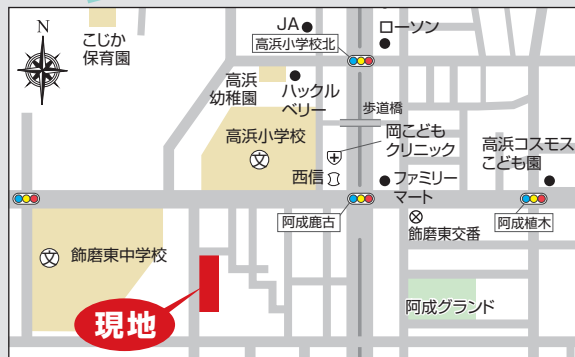 N
こじか
保育園
JA
ローソン
高浜小学校北
高浜
幼稚園
ハックル
ベリー
歩道橋
高浜小学校
文
岡こども
クリニック
西信
ファミリー
マート
高浜コスモス
こども園
阿成鹿古
飾磨東交番
阿成植木
文
飾磨東中学校
阿成グランド
現地